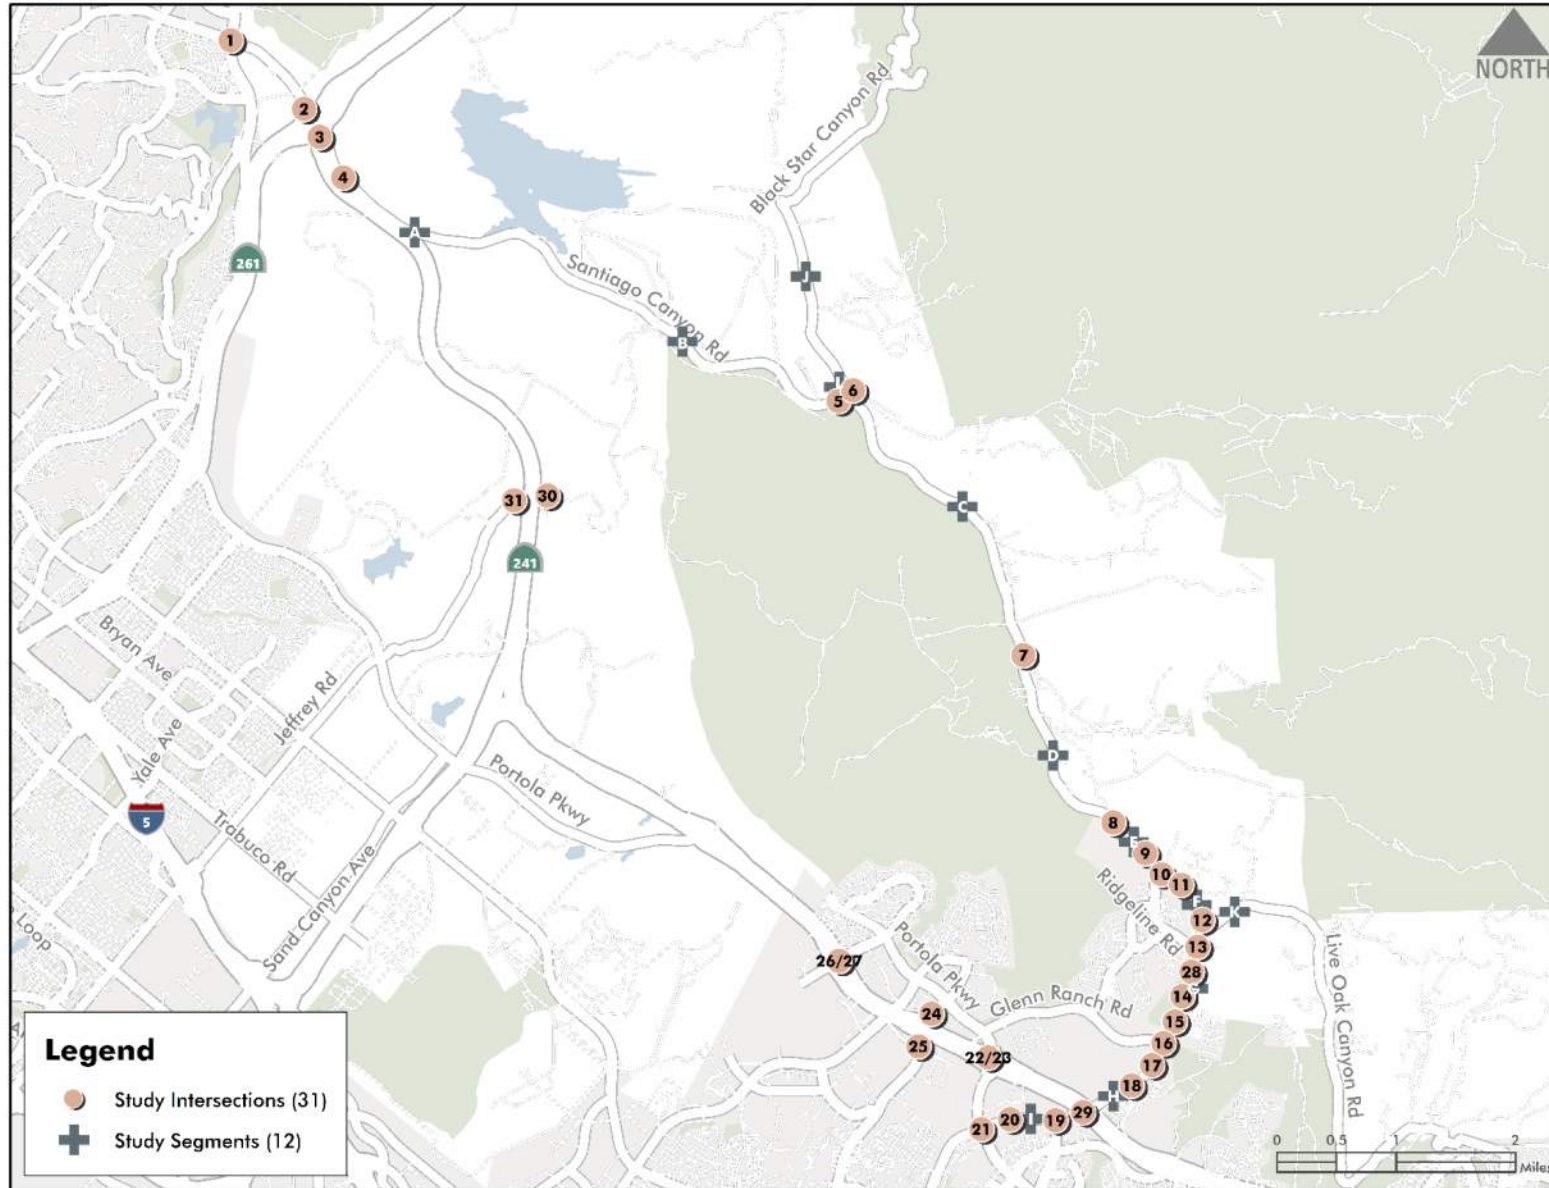 1
NORTH
2
3
Black Star Canyon Rd
4
A
261
Santiago Canyon Rd
J
B
6
5
C
31
30
241
Bryan Ave
7
Jeffrey Rd
Yale Ave
D
Portola Pkwy
5
Trabuco Rd
8
9
10
11
Ridgeline Rd
F
K
12
Sand Canyon Ave
Loop
13
Portola Pkwy
26/27
28
Live Oak Canyon Rd
14
Glenn Ranch Rd
24
15
25
16
22/23
17
18
H
29
20
I
19
21
Legend
Study Intersections (31)
Study Segments (12)
0 0.5 1 2
Miles